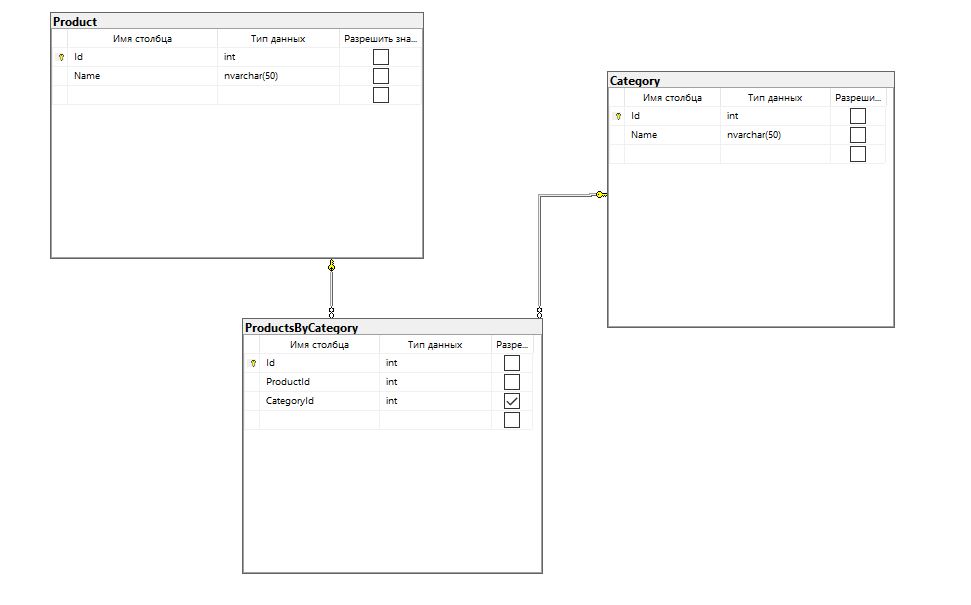 Product
Имя столбца Тип данных Разрешить зна...
Id int
Name nvarchar(50)
Category
Имя столбца Тип данных Разреши...
Id int
Name nvarchar(50)
ProductsByCategory
Имя столбца Тип данных Разре...
Id int
ProductId int
CategoryId int